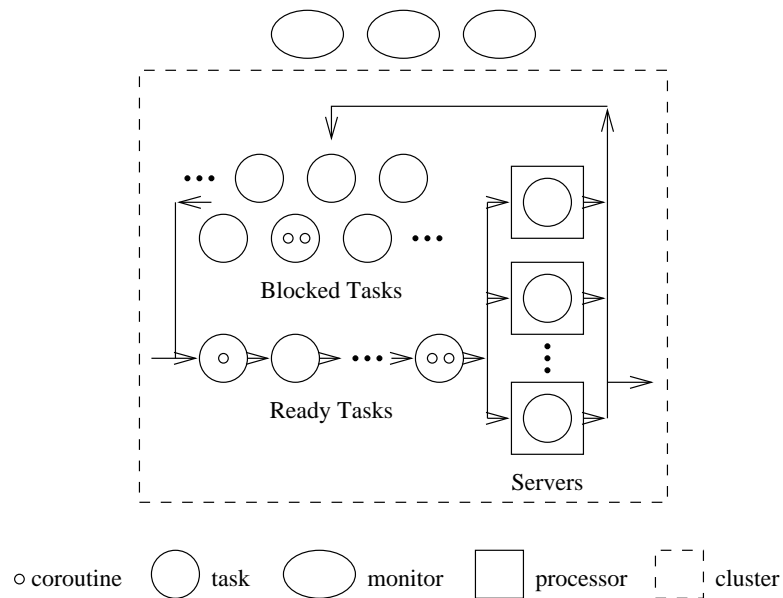 Blocked Tasks
Ready Tasks
Servers
coroutine task monitor processor cluster